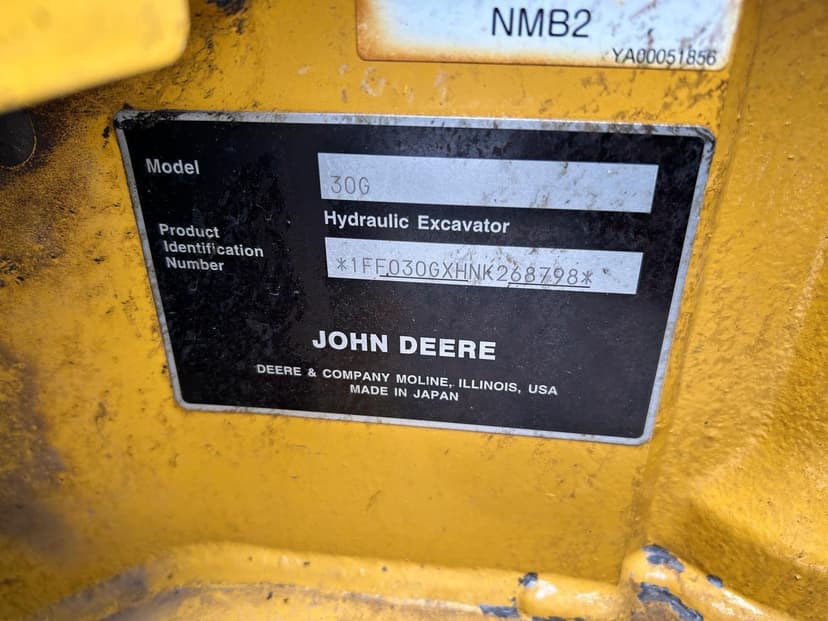 NMB2
YA00051856
Model
30G
Hydraulic Excavator
Product
Identification
Number
*1FF030GXHNK268798*
JOHN DEERE
DEERE & COMPANY MOLINE, ILLINOIS, USA
MADE IN JAPAN